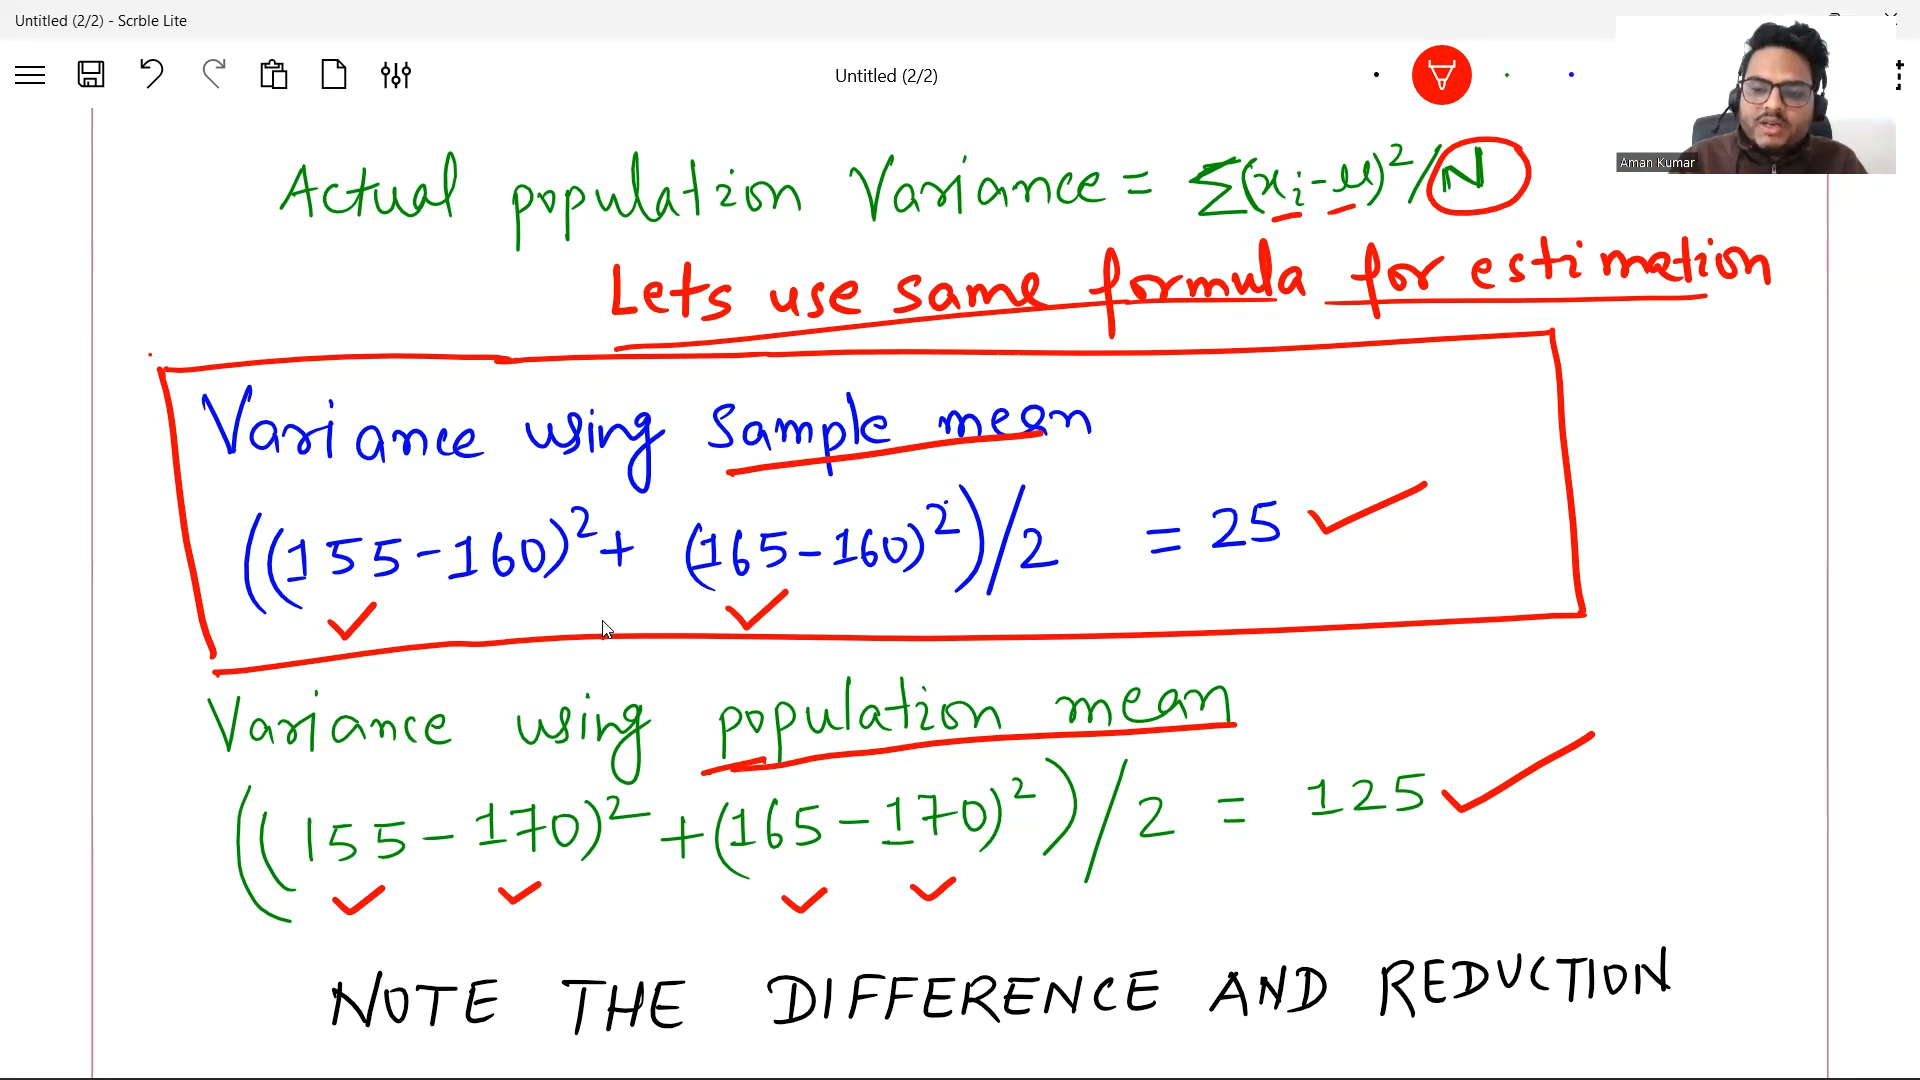 Untitled (2/2) - Scrble Lite
Untitled (2/2)
Aman Kumar
Actual population Variance = Σ(xi-μ)²/N
Lets use same formula for estimation
Variance using sample mean
((155-160)²+ (165-160)²)/2 = 25
Variance using population mean
((155-170)²+(165-170)²)/2 = 125
NOTE THE DIFFERENCE AND REDUCTION